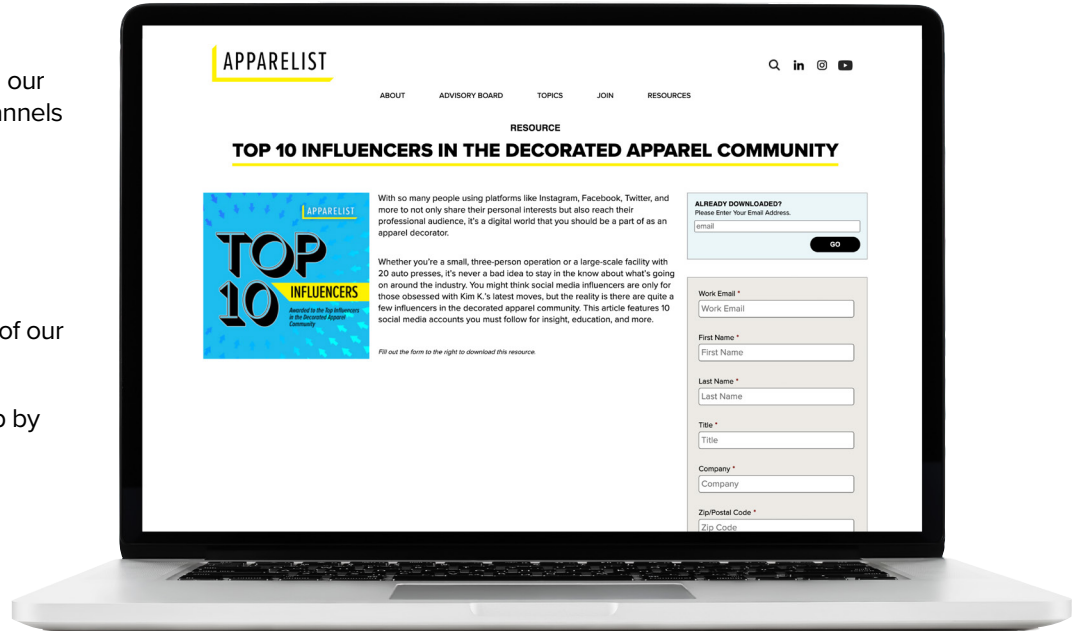 our
annels
of our
by
APPARELIST
in
ABOUT ADVISORY BOARD TOPICS JOIN RESOURCES
RESOURCE
TOP 10 INFLUENCERS IN THE DECORATED APPAREL COMMUNITY
APPARELIST
TOP
10
INFLUENCERS
Awarded to the Top Influencers
in the Decorated Apparel
Community
With so many people using platforms like Instagram, Facebook, Twitter, and
more to not only share their personal interests but also reach their
professional audience, it's a digital world that you should be a part of as an
apparel decorator.
Whether you're a small, three-person operation or a large-scale facility with
20 auto presses, it's never a bad idea to stay in the know about what's going
on around the industry. You might think social media influencers are only for
those obsessed with Kim K.'s latest moves, but the reality is there are quite a
few influencers in the decorated apparel community. This article features 10
social media accounts you must follow for insight, education, and more.
Fill out the form to the right to download this resource.
ALREADY DOWNLOADED?
Please Enter Your Email Address.
email
GO
Work Email *
Work Email
First Name *
First Name
Last Name *
Last Name
Title *
Title
Company *
Company
Zip/Postal Code *
Zip Code